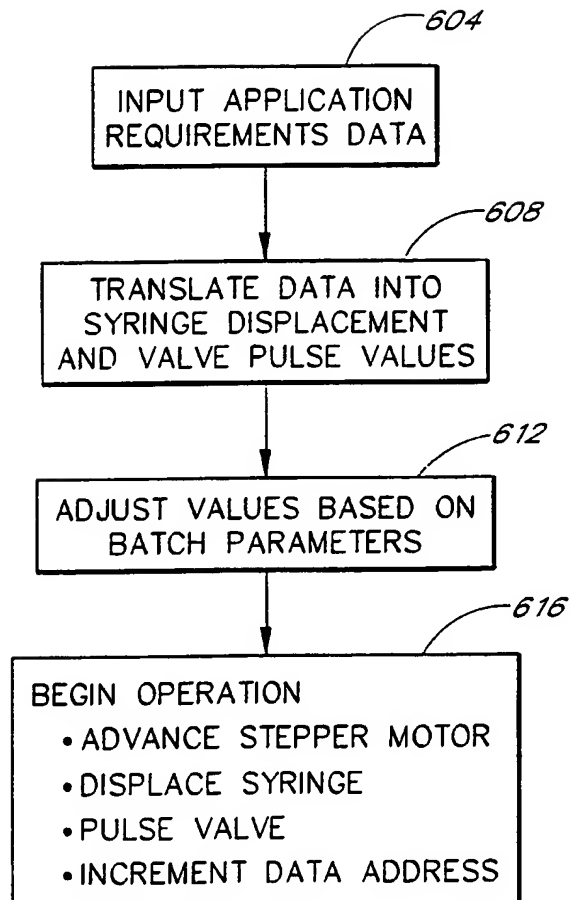 604
INPUT APPLICATION
REQUIREMENTS DATA
608
TRANSLATE DATA INTO
SYRINGE DISPLACEMENT
AND VALVE PULSE VALUES
612
ADJUST VALUES BASED ON
BATCH PARAMETERS
616
BEGIN OPERATION
• ADVANCE STEPPER MOTOR
• DISPLACE SYRINGE
• PULSE VALVE
• INCREMENT DATA ADDRESS